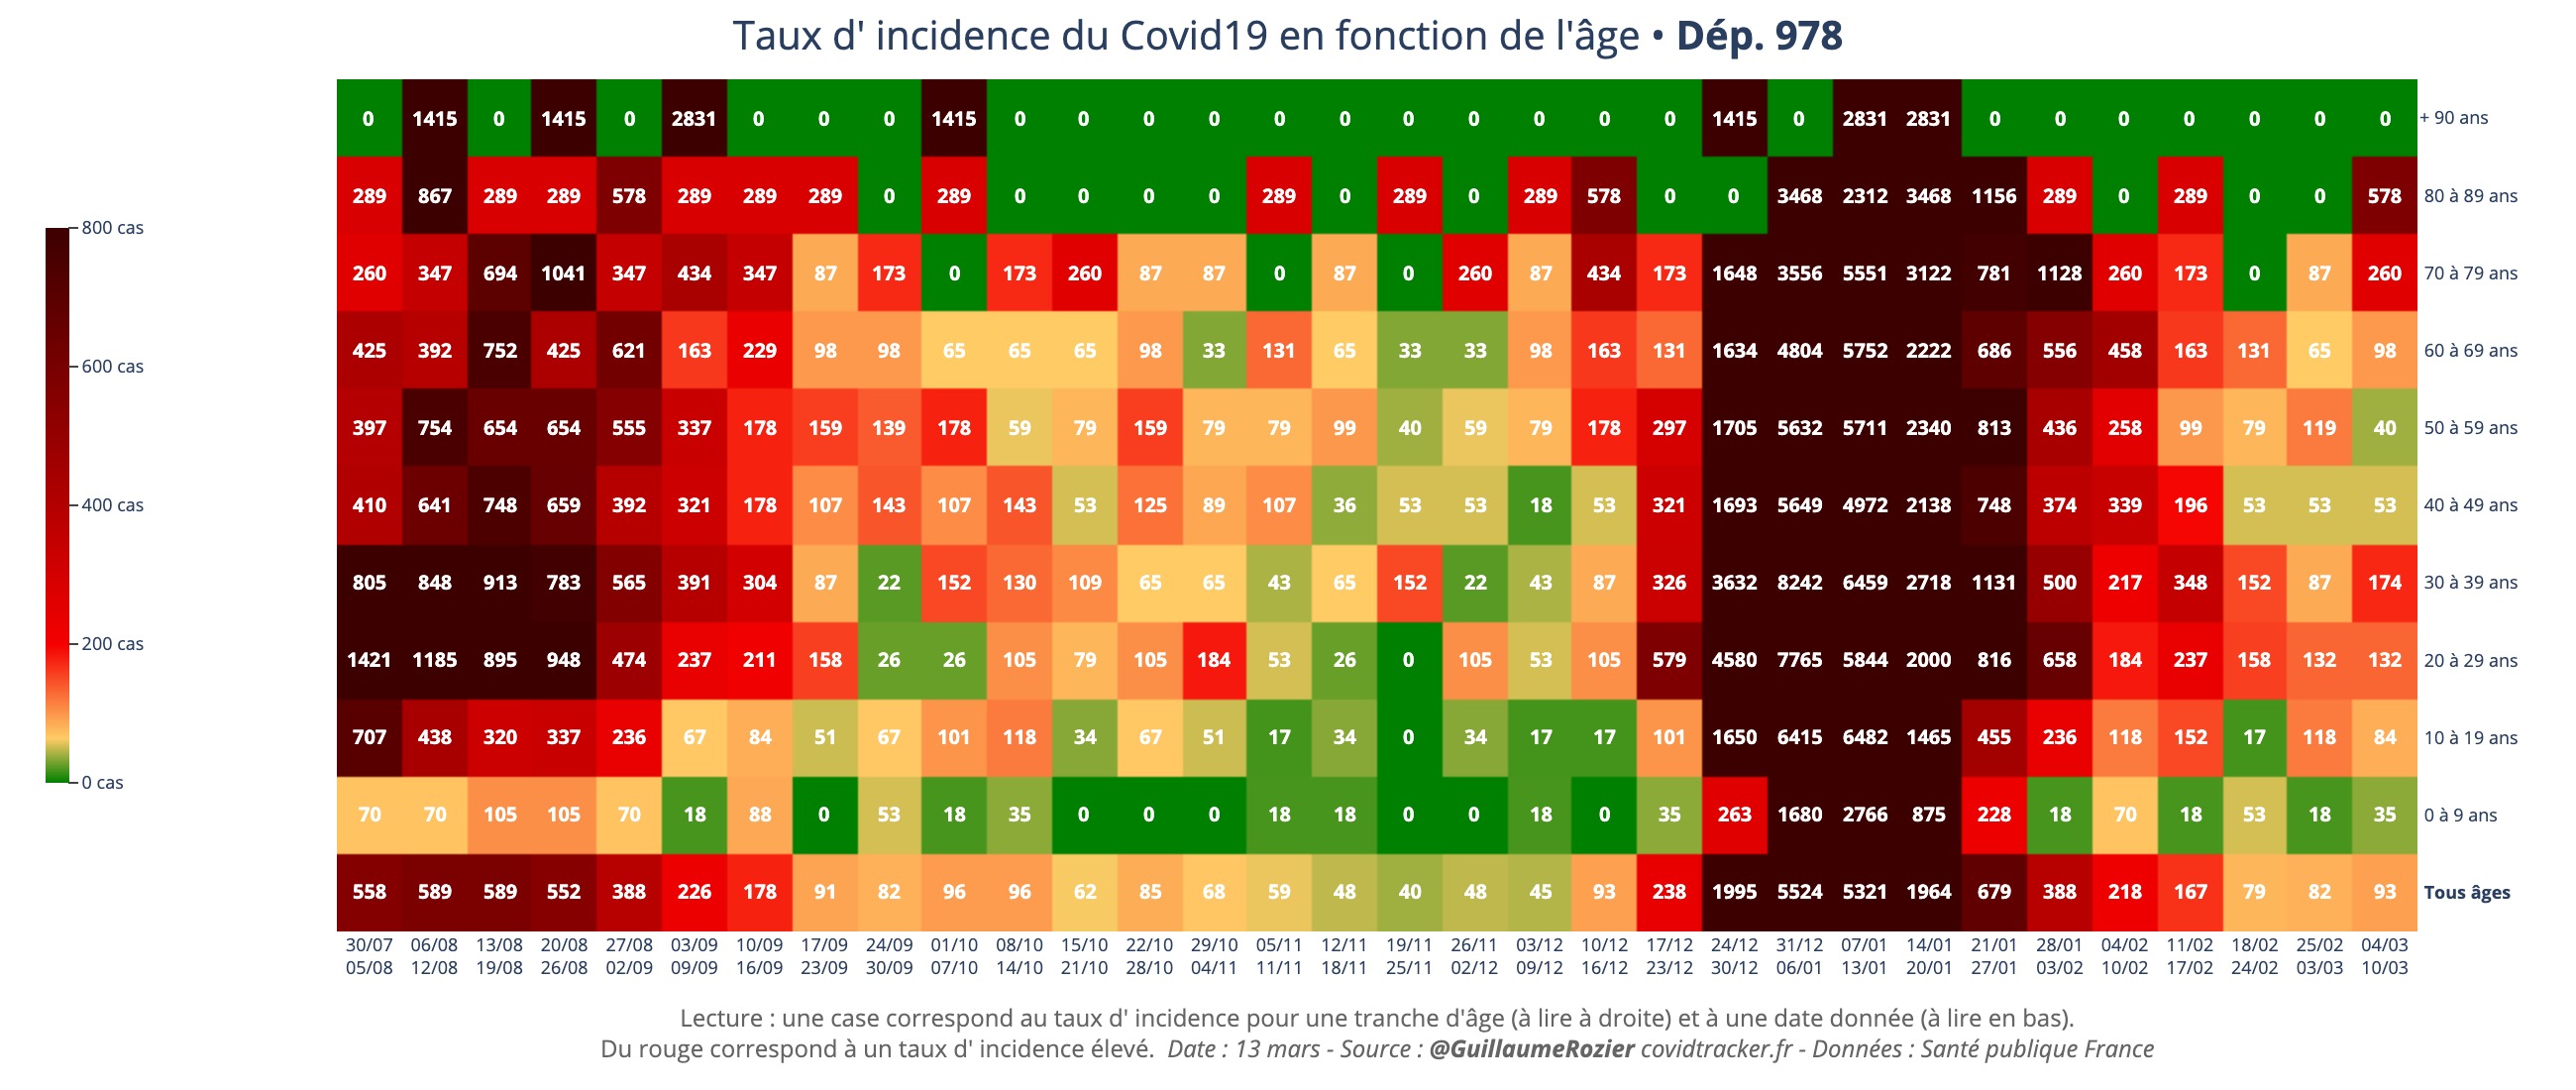 Taux d' incidence du Covid19 en fonction de l'âge • Dép. 978
0 1415 0 1415 0 2831 0 0 0 1415 0 0 0 0 0 0 0 0 0 0 0 1415 0 2831 2831 0 0 0 0 0 0 0 + 90 ans
289 867 289 289 578 289 289 289 0 289 0 0 0 0 289 0 289 0 289 578 0 0 3468 2312 3468 1156 289 0 289 0 0 578 80 à 89 ans
260 347 694 1041 347 434 347 87 173 0 173 260 87 87 0 87 0 260 87 434 173 1648 3556 5551 3122 781 1128 260 173 0 87 260 70 à 79 ans
425 392 752 425 621 163 229 98 98 65 65 65 98 33 131 65 33 33 98 163 131 1634 4804 5752 2222 686 556 458 163 131 65 98 60 à 69 ans
397 754 654 654 555 337 178 159 139 178 59 79 159 79 79 99 40 59 79 178 297 1705 5632 5711 2340 813 436 258 99 79 119 40 50 à 59 ans
410 641 748 659 392 321 178 107 143 107 143 53 125 89 107 36 53 53 18 53 321 1693 5649 4972 2138 748 374 339 196 53 53 53 40 à 49 ans
805 848 913 783 565 391 304 87 22 152 130 109 65 65 43 65 152 22 43 87 326 3632 8242 6459 2718 1131 500 217 348 152 87 174 30 à 39 ans
1421 1185 895 948 474 237 211 158 26 26 105 79 105 184 53 26 0 105 53 105 579 4580 7765 5844 2000 816 658 184 237 158 132 132 20 à 29 ans
707 438 320 337 236 67 84 51 67 101 118 34 67 51 17 34 0 34 17 17 101 1650 6415 6482 1465 455 236 118 152 17 118 84 10 à 19 ans
70 70 105 105 70 18 88 0 53 18 35 0 0 0 18 18 0 0 18 0 35 263 1680 2766 875 228 18 70 18 53 18 35 0 à 9 ans
558 589 589 552 388 226 178 91 82 96 96 62 85 68 59 48 40 48 45 93 238 1995 5524 5321 1964 679 388 218 167 79 82 93 Tous âges
30/07 06/08 13/08 20/08 27/08 03/09 10/09 17/09 24/09 01/10 08/10 15/10 22/10 29/10 05/11 12/11 19/11 26/11 03/12 10/12 17/12 24/12 31/12 07/01 14/01 21/01 28/01 04/02 11/02 18/02 25/02 04/03
05/08 12/08 19/08 26/08 02/09 09/09 16/09 23/09 30/09 07/10 14/10 21/10 28/10 04/11 11/11 18/11 25/11 02/12 09/12 16/12 23/12 30/12 06/01 13/01 20/01 27/01 03/02 10/02 17/02 24/02 03/03 10/03
800 cas
600 cas
400 cas
200 cas
0 cas
Lecture : une case correspond au taux d' incidence pour une tranche d'âge (à lire à droite) et à une date donnée (à lire en bas).
Du rouge correspond à un taux d' incidence élevé. Date : 13 mars - Source : @GuillaumeRozier covidtracker.fr - Données : Santé publique France